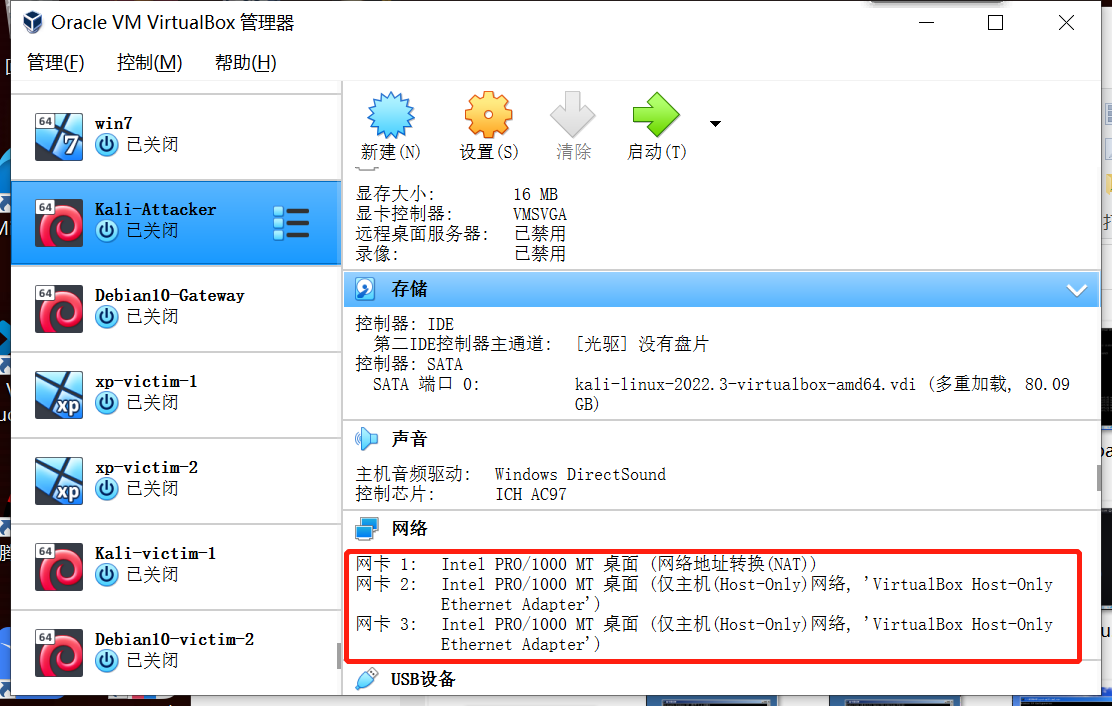 Oracle VM VirtualBox 管理器
管理(F) 控制(M) 帮助(H)
新建(N) 设置(S) 清除 启动(T)
64
win7
已关闭
64
Kali-Attacker
已关闭
64
Debian10-Gateway
已关闭
xp
xp-victim-1
已关闭
xp
xp-victim-2
已关闭
64
Kali-victim-1
已关闭
64
Debian10-victim-2
已关闭
显存大小: 16 MB
显卡控制器: VMSVGA
远程桌面服务器: 已禁用
录像: 已禁用
存储
控制器: IDE
第二IDE控制器主通道: [光驱] 没有盘片
控制器: SATA
SATA 端口 0: kali-linux-2022.3-virtualbox-amd64.vdi (多重加载, 80.09
GB)
声音
主机音频驱动: Windows DirectSound
控制芯片: ICH AC97
网络
网卡 1: Intel PRO/1000 MT 桌面 (网络地址转换(NAT))
网卡 2: Intel PRO/1000 MT 桌面 (仅主机(Host-Only)网络, 'VirtualBox Host-Only
Ethernet Adapter')
网卡 3: Intel PRO/1000 MT 桌面 (仅主机(Host-Only)网络, 'VirtualBox Host-Only
Ethernet Adapter')
USB设备